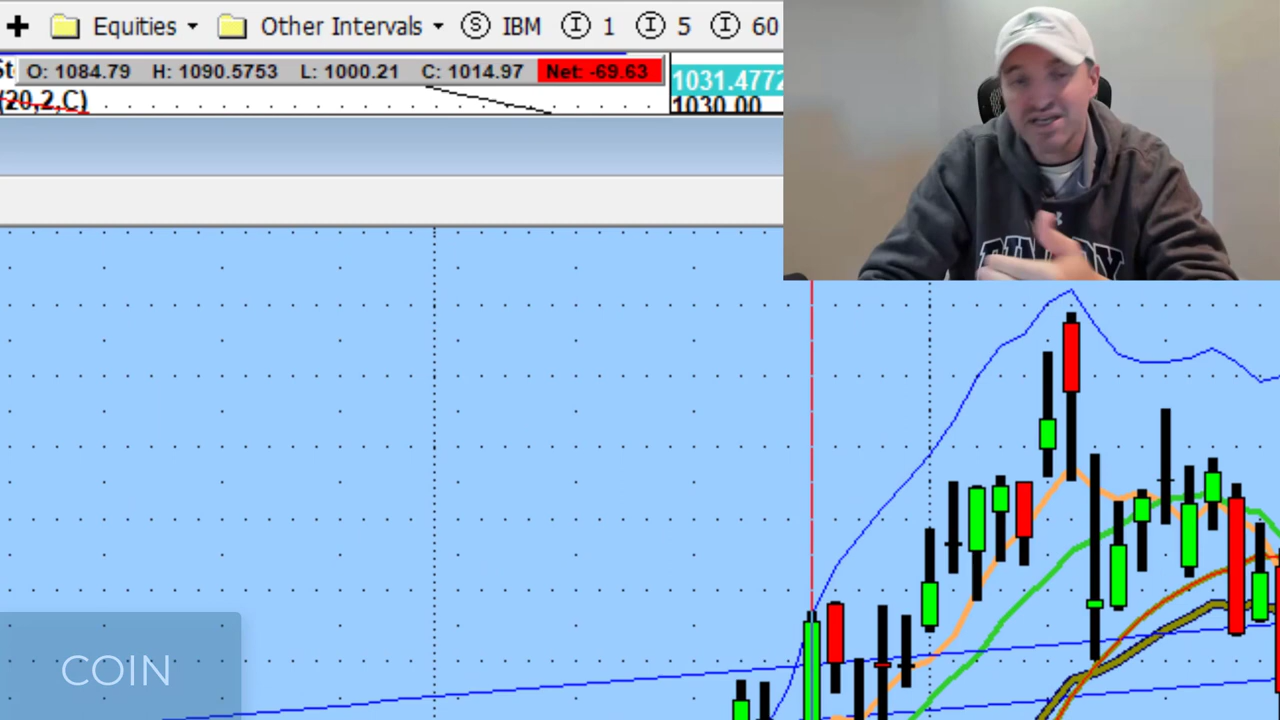 Equities Other Intervals S IBM I 1 I 5 I 60
St O: 1084.79 H: 1090.5753 L: 1000.21 C: 1014.97 Net: -69.63
1031.4772
(20,2,C)
1030.00
COIN